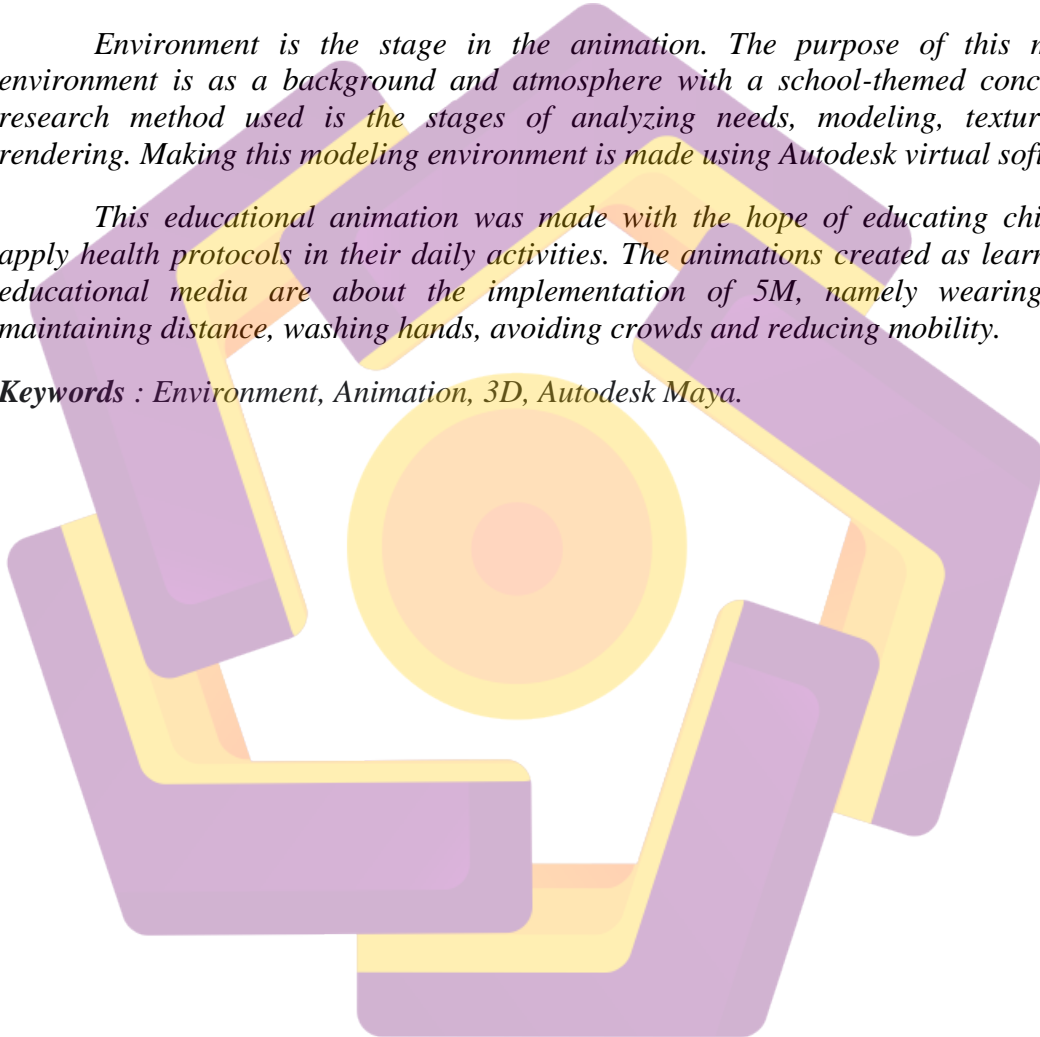 Environment is the stage in the animation. The purpose of this
environment is as a background and atmosphere with a school-themed
research method used is the stages of analyzing needs, modeling,
rendering. Making this modeling environment is made using Autodesk virtual
This educational animation was made with the hope of educating
apply health protocols in their daily activities. The animations created as
educational media are about the implementation of 5M, namely wearing
maintaining distance, washing hands, avoiding crowds and reducing mobility.
Keywords : Environment, Animation, 3D, Autodesk Maya.